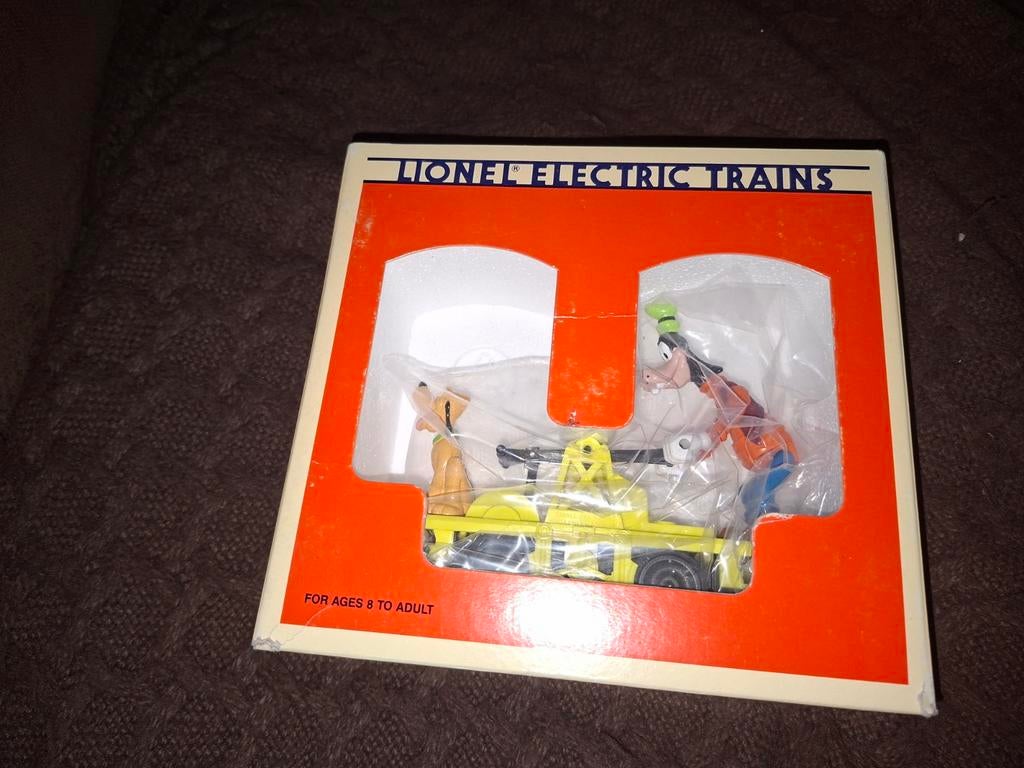 LIONEL® ELECTRIC TRAINS
FOR AGES 8 TO ADULT